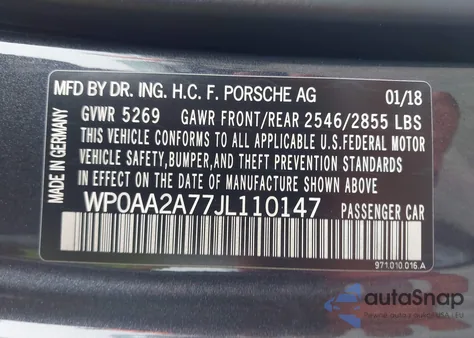 MFD BY DR. ING. H.C. F. PORSCHE AG 01/18
GVWR 5269 GAWR FRONT/REAR 2546/2855 LBS
THIS VEHICLE CONFORMS TO ALL APPLICABLE U.S.FEDERAL MOTOR
VEHICLE SAFETY,BUMPER,AND THEFT PREVENTION STANDARDS
IN EFFECT ON THE DATE OF MANUFACTURE SHOWN ABOVE.
WP0AA2A77JL110147 PASSENGER CAR
MADE IN GERMANY
971.010.016.A
autoSnap